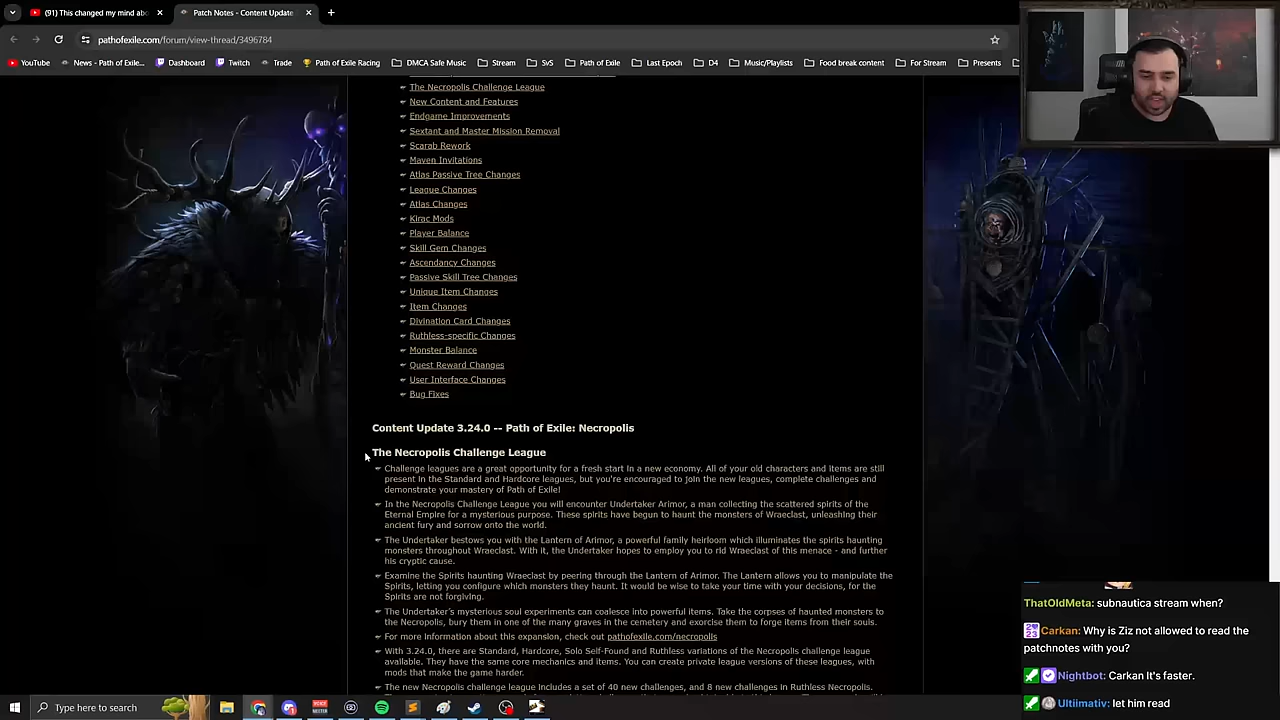 (91) This changed my mind abo
Patch Notes - Content Update
pathofexile.com/forum/view-thread/3496784
YouTube
News - Path of Exile...
Dashboard
Twitch
Trade
Path of Exile Racing
DMCA Safe Music
Stream
SvS
Path of Exile
Last Epoch
D4
Music/Playlists
Food break content
For Stream
Presents
The Necropolis Challenge League
New Content and Features
Endgame Improvements
Sextant and Master Mission Removal
Scarab Rework
Maven Invitations
Atlas Passive Tree Changes
League Changes
Atlas Changes
Kirac Mods
Player Balance
Skill Gem Changes
Ascendancy Changes
Passive Skill Tree Changes
Unique Item Changes
Item Changes
Divination Card Changes
Ruthless-specific Changes
Monster Balance
Quest Reward Changes
User Interface Changes
Bug Fixes
Content Update 3.24.0 -- Path of Exile: Necropolis
The Necropolis Challenge League
Challenge leagues are a great opportunity for a fresh start in a new economy. All of your old characters and items are still
present in the Standard and Hardcore leagues, but you're encouraged to join the new leagues, complete challenges and
demonstrate your mastery of Path of Exile!
In the Necropolis Challenge League you will encounter Undertaker Arimor, a man collecting the scattered spirits of the
Eternal Empire for a mysterious purpose. These spirits have begun to haunt the monsters of Wraeclast, unleashing their
ancient fury and sorrow onto the world.
The Undertaker bestows you with the Lantern of Arimor, a powerful family heirloom which illuminates the spirits haunting
monsters throughout Wraeclast. With it, the Undertaker hopes to employ you to rid Wraeclast of this menace - and further
his cryptic cause.
Examine the Spirits haunting Wraeclast by peering through the Lantern of Arimor. The Lantern allows you to manipulate the
Spirits, letting you configure which monsters they haunt. It would be wise to take your time with your decisions, for the
Spirits are not forgiving.
The Undertaker's mysterious soul experiments can coalesce into powerful items. Take the corpses of haunted monsters to
the Necropolis, bury them in one of the many graves in the cemetery and exorcise them to forge items from their souls.
For more information about this expansion, check out pathofexile.com/necropolis
With 3.24.0, there are Standard, Hardcore, Solo Self-Found and Ruthless variations of the Necropolis challenge league
available. They have the same core mechanics and items. You can create private league versions of these leagues, with
mods that make the game harder.
The new Necropolis challenge league includes a set of 40 new challenges, and 8 new challenges in Ruthless Necropolis.
ThatOldMeta: subnautica stream when?
Carkan: Why is Ziz not allowed to read the
patchnotes with you?
Nightbot: Carkan It's faster.
Ultiimativ: let him read
Type here to search